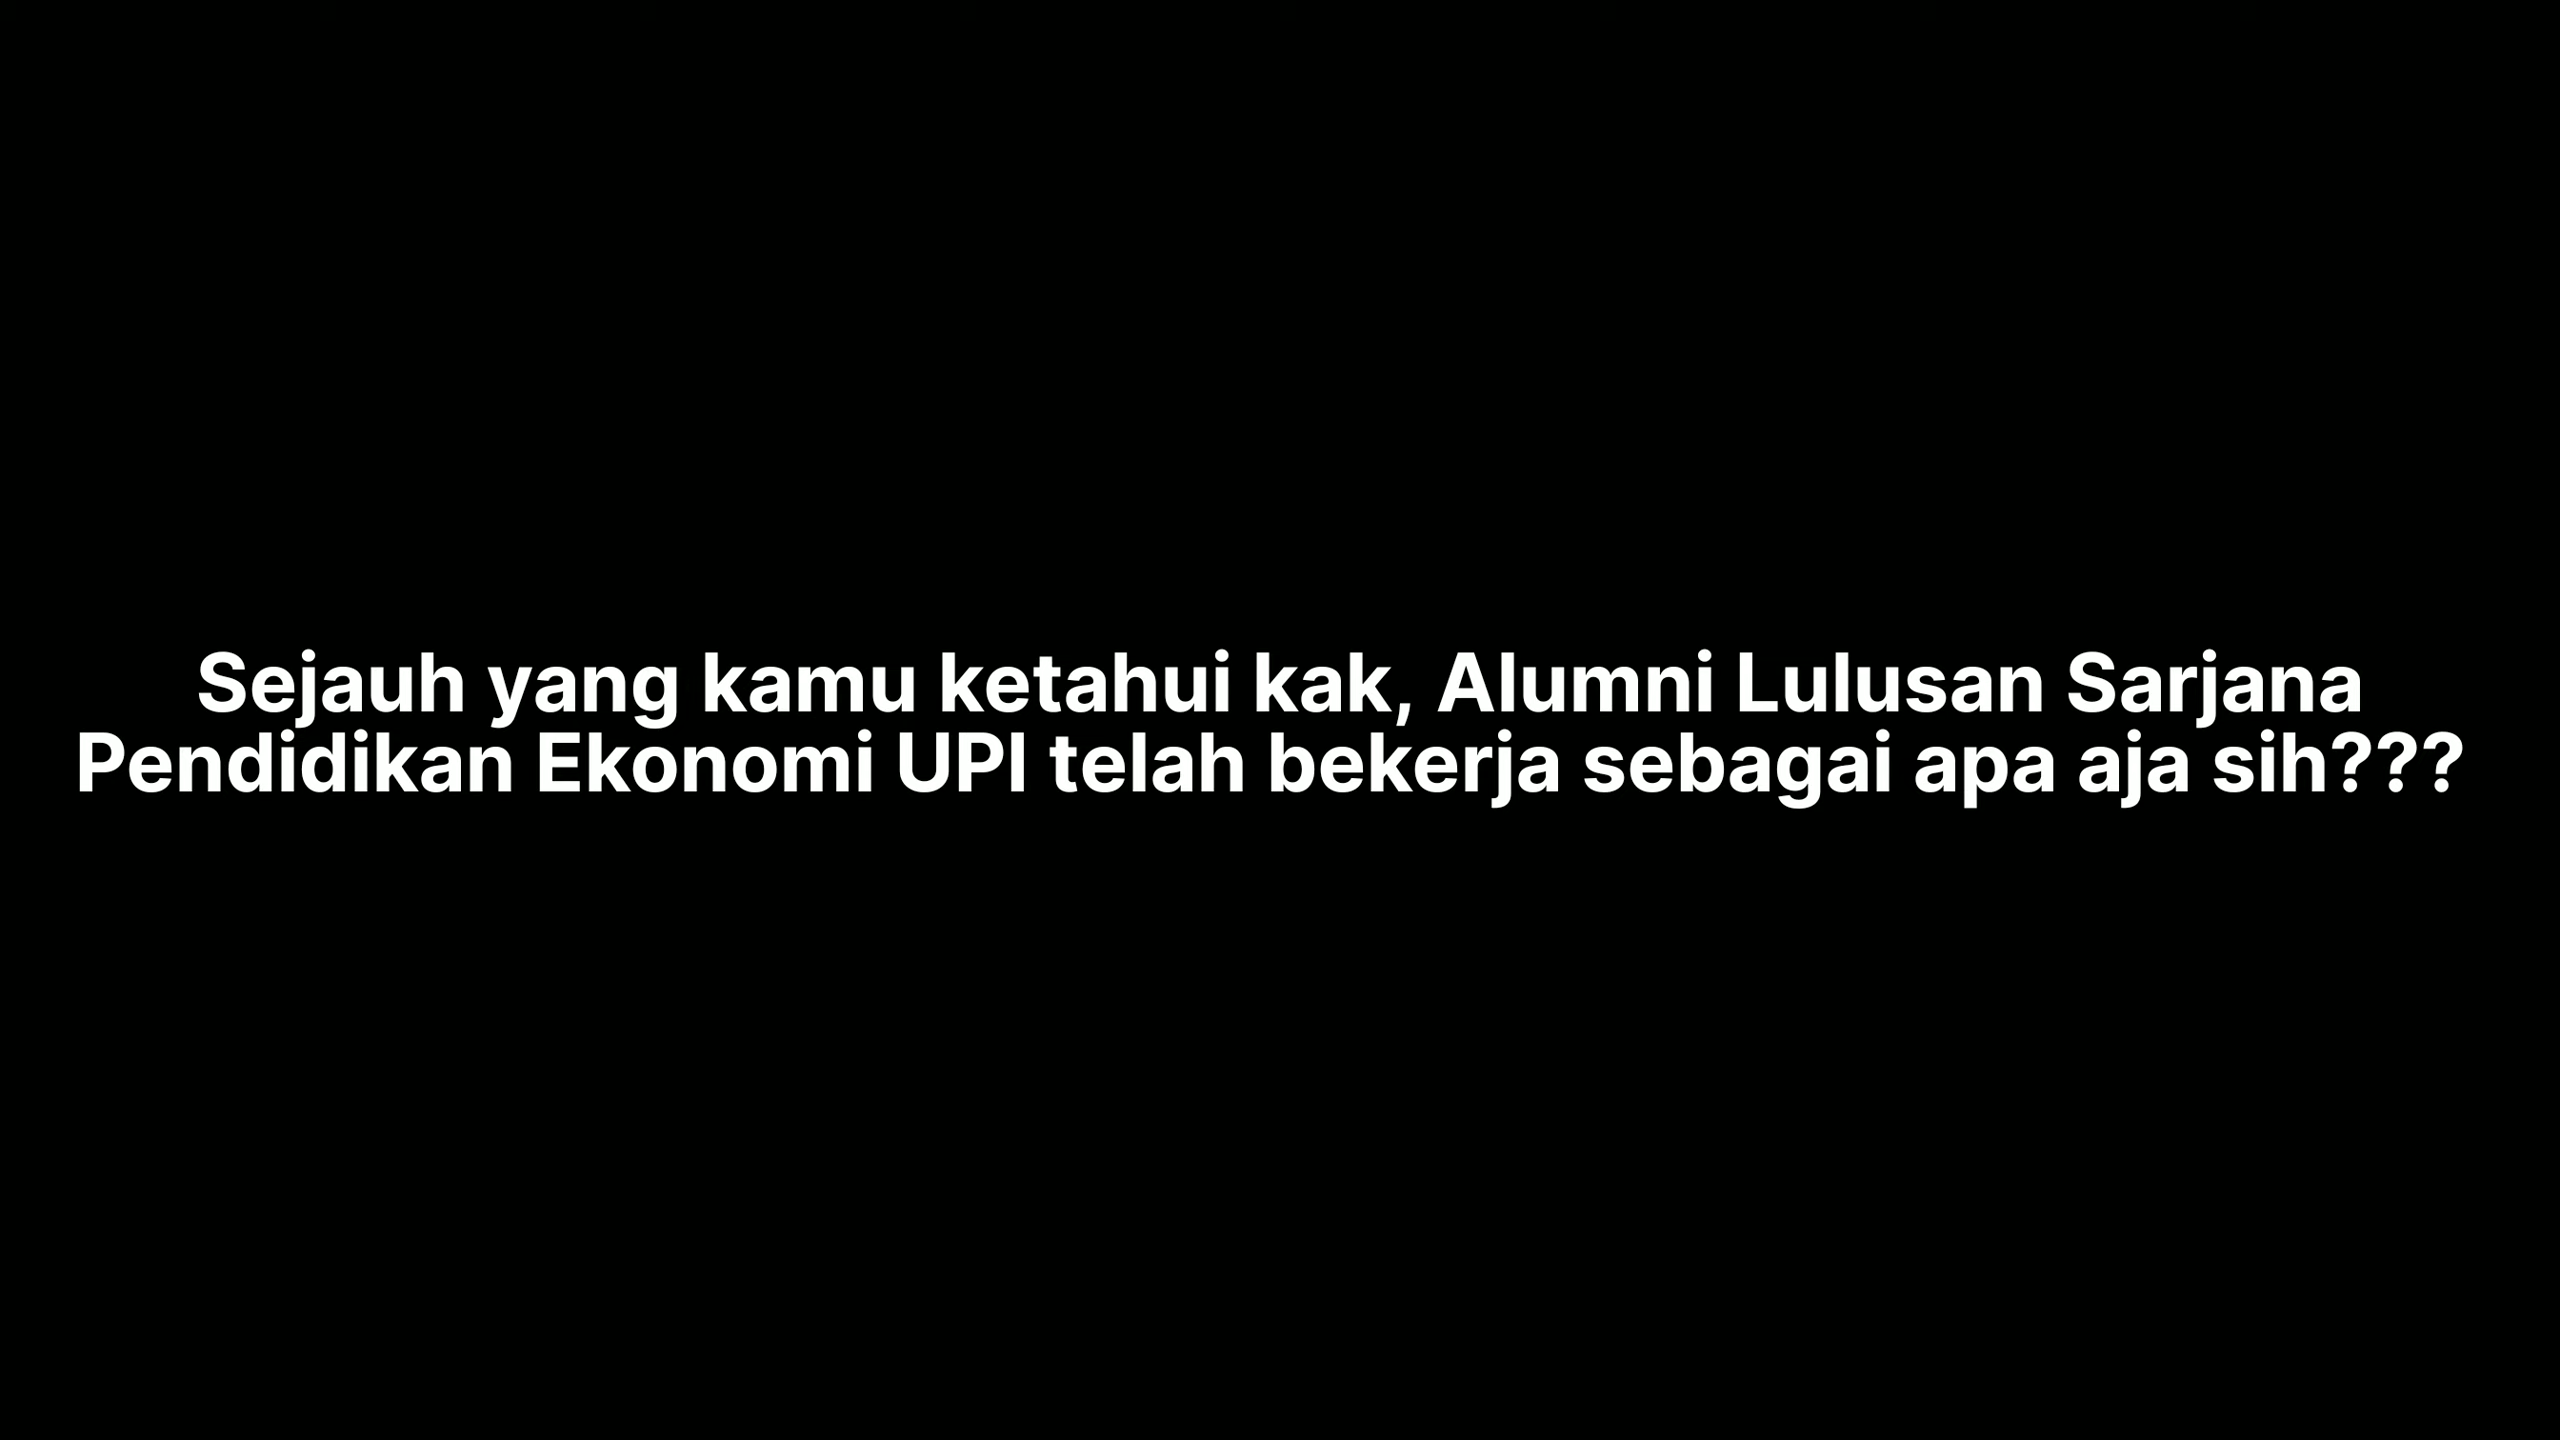 Sejauh yang kamu ketahui kak, Alumni Lulusan Sarjana
Pendidikan Ekonomi UPI telah bekerja sebagai apa aja sih???